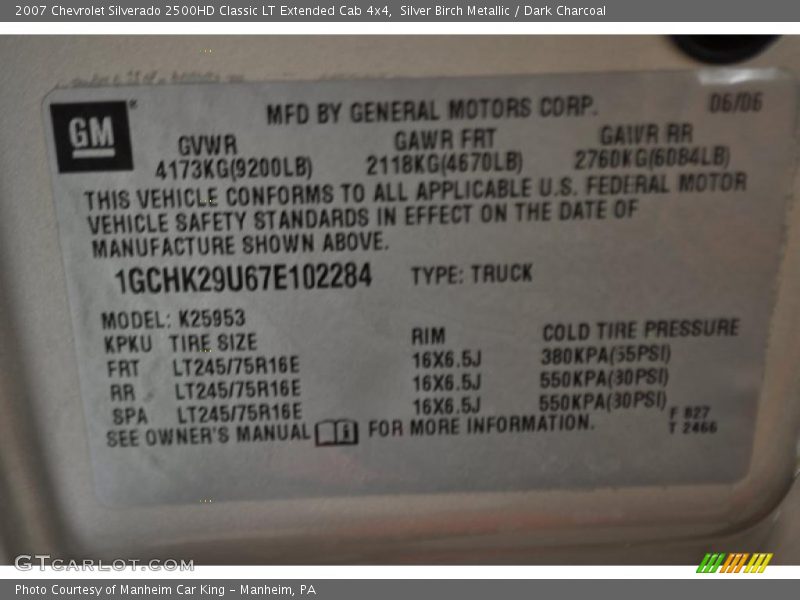 2007 Chevrolet Silverado 2500HD Classic LT Extended Cab 4x4, Silver Birch Metallic / Dark Charcoal
GM
MFD BY GENERAL MOTORS CORP. 06/06
GVWR GAWR FRT GAWR RR
4173KG(9200LB) 2118KG(4670LB) 2760KG(6084LB)
THIS VEHICLE CONFORMS TO ALL APPLICABLE U.S. FEDERAL MOTOR
VEHICLE SAFETY STANDARDS IN EFFECT ON THE DATE OF
MANUFACTURE SHOWN ABOVE.
1GCHK29U67E102284 TYPE: TRUCK
MODEL: K25953
KPKU TIRE SIZE RIM COLD TIRE PRESSURE
FRT LT245/75R16E 16X6.5J 380KPA(55PSI)
RR LT245/75R16E 16X6.5J 550KPA(80PSI)
SPA LT245/75R16E 16X6.5J 550KPA(80PSI)
SEE OWNER'S MANUAL FOR MORE INFORMATION.
F 827
T 2466
GTcarlot.com
Photo Courtesy of Manheim Car King - Manheim, PA